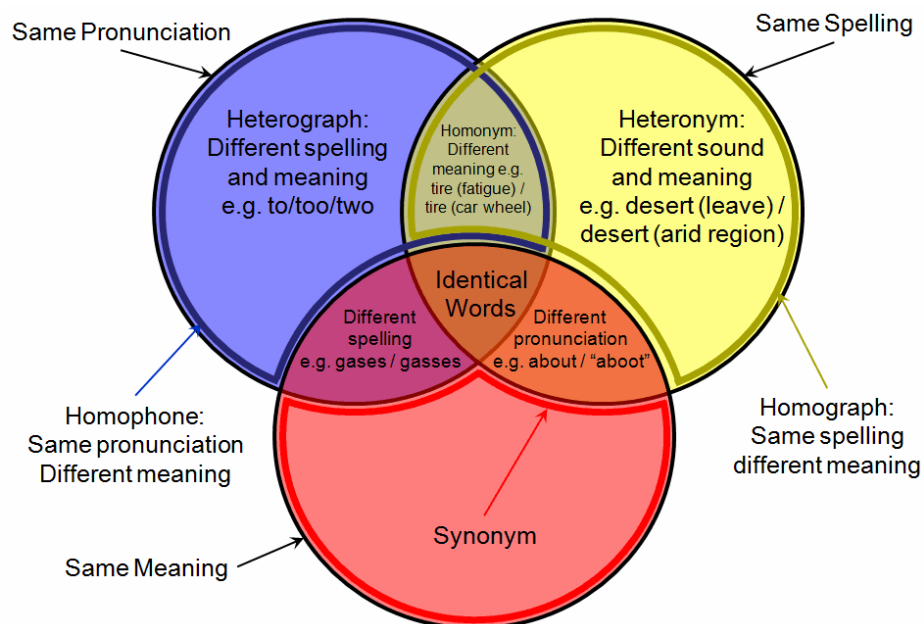 Same Pronunciation
Same Spelling
Heterograph:
Different spelling
and meaning
e.g. to/too/two
Homonym:
Different
meaning e.g.
tire (fatigue) /
tire (car wheel)
Heteronym:
Different sound
and meaning
e.g. desert (leave) /
desert (arid region)
Identical
Words
Different
spelling
e.g. gases / gasses
Different
pronunciation
e.g. about / “aboot”
Homophone:
Same pronunciation
Different meaning
Homograph:
Same spelling
different meaning
Synonym
Same Meaning